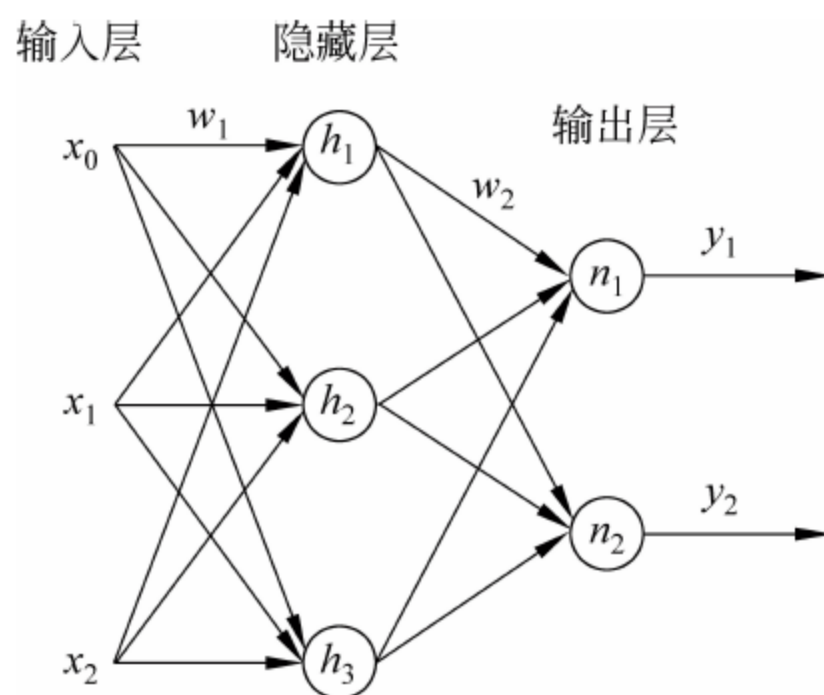 输入层 隐藏层
输出层
x₀ w₁ h₁
w₂
n₁ y₁
x₁ h₂
n₂ y₂
x₂ h₃